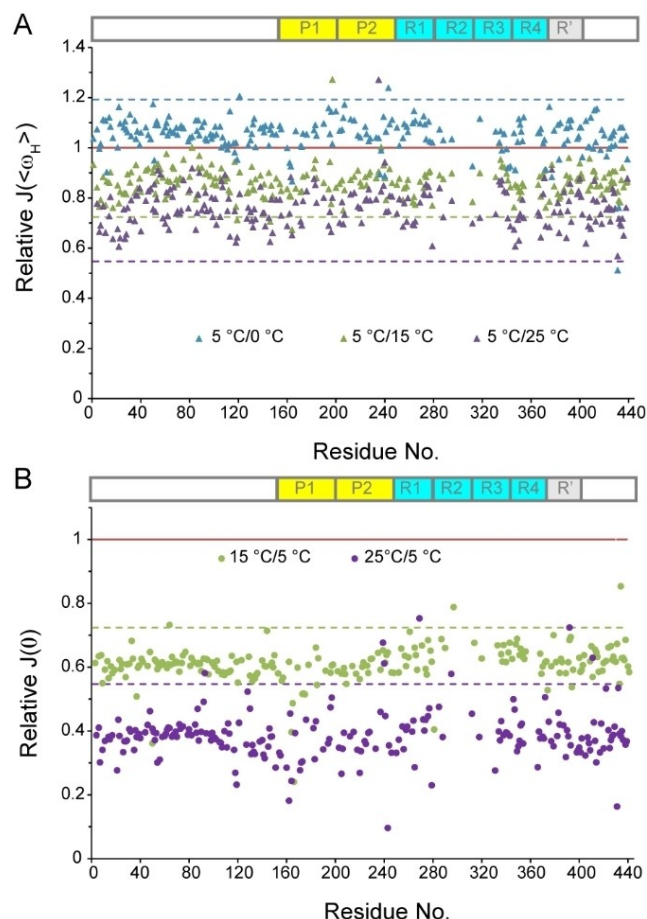 A
P1 P2 R1 R2 R3 R4 R'
1.4
1.2
1
0.8
0.6
0.4
0.2
0
Relative J(<ω_H>)
5 °C/0 °C 5 °C/15 °C 5 °C/25 °C
0 40 80 120 160 200 240 280 320 360 400 440
Residue No.
B
P1 P2 R1 R2 R3 R4 R'
1
0.8
0.6
0.4
0.2
0
Relative J(0)
15 °C/5 °C 25°C/5 °C
0 40 80 120 160 200 240 280 320 360 400 440
Residue No.